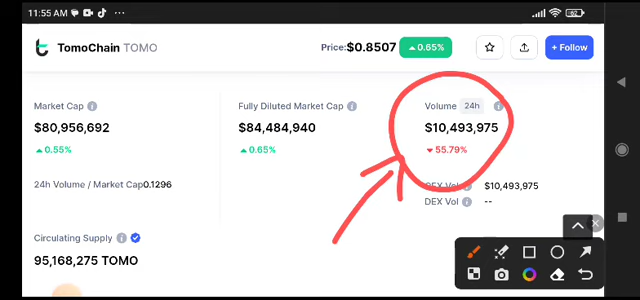 11:55 AM
62
TomoChain TOMO
Price:$0.8507
0.65%
+ Follow
Market Cap
Fully Diluted Market Cap
Volume 24h
$80,956,692
$84,484,940
$10,493,975
0.55%
0.65%
55.79%
24h Volume / Market Cap0.1296
DEX Vol $10,493,975
DEX Vol --
Circulating Supply
95,168,275 TOMO